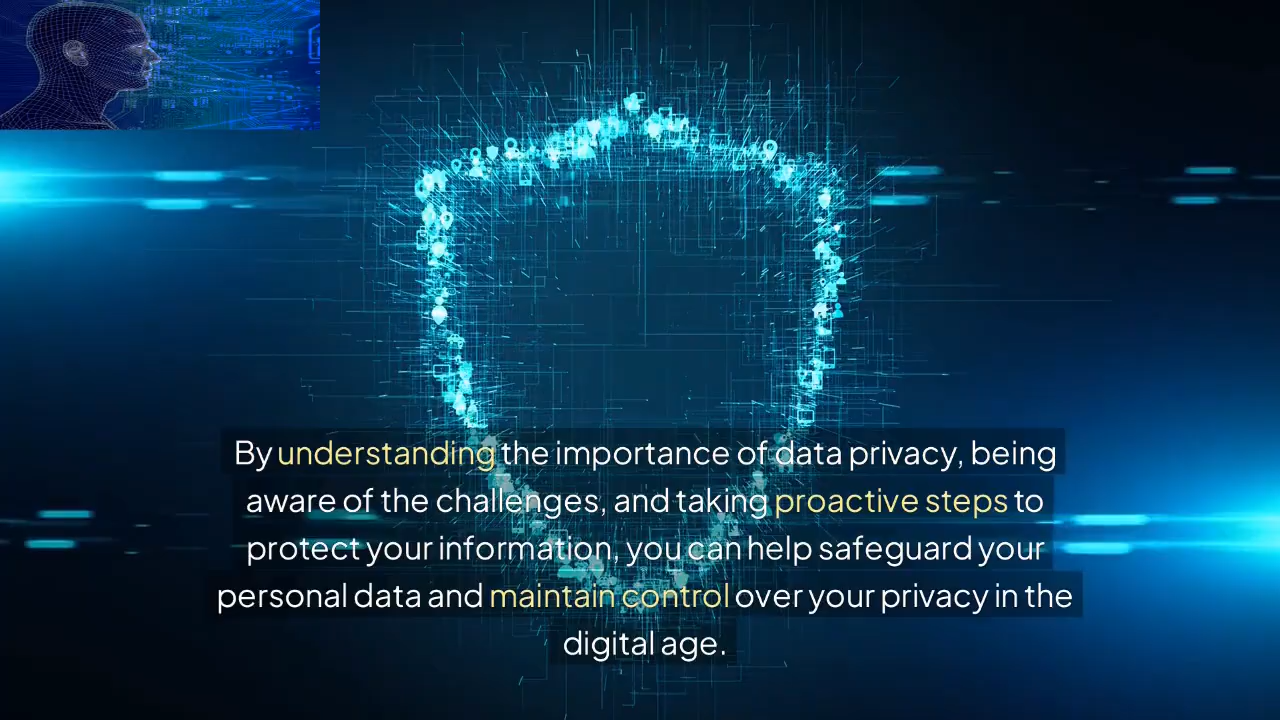 By understanding the importance of data privacy, being
aware of the challenges, and taking proactive steps to
protect your information, you can help safeguard your
personal data and maintain control over your privacy in the
digital age.